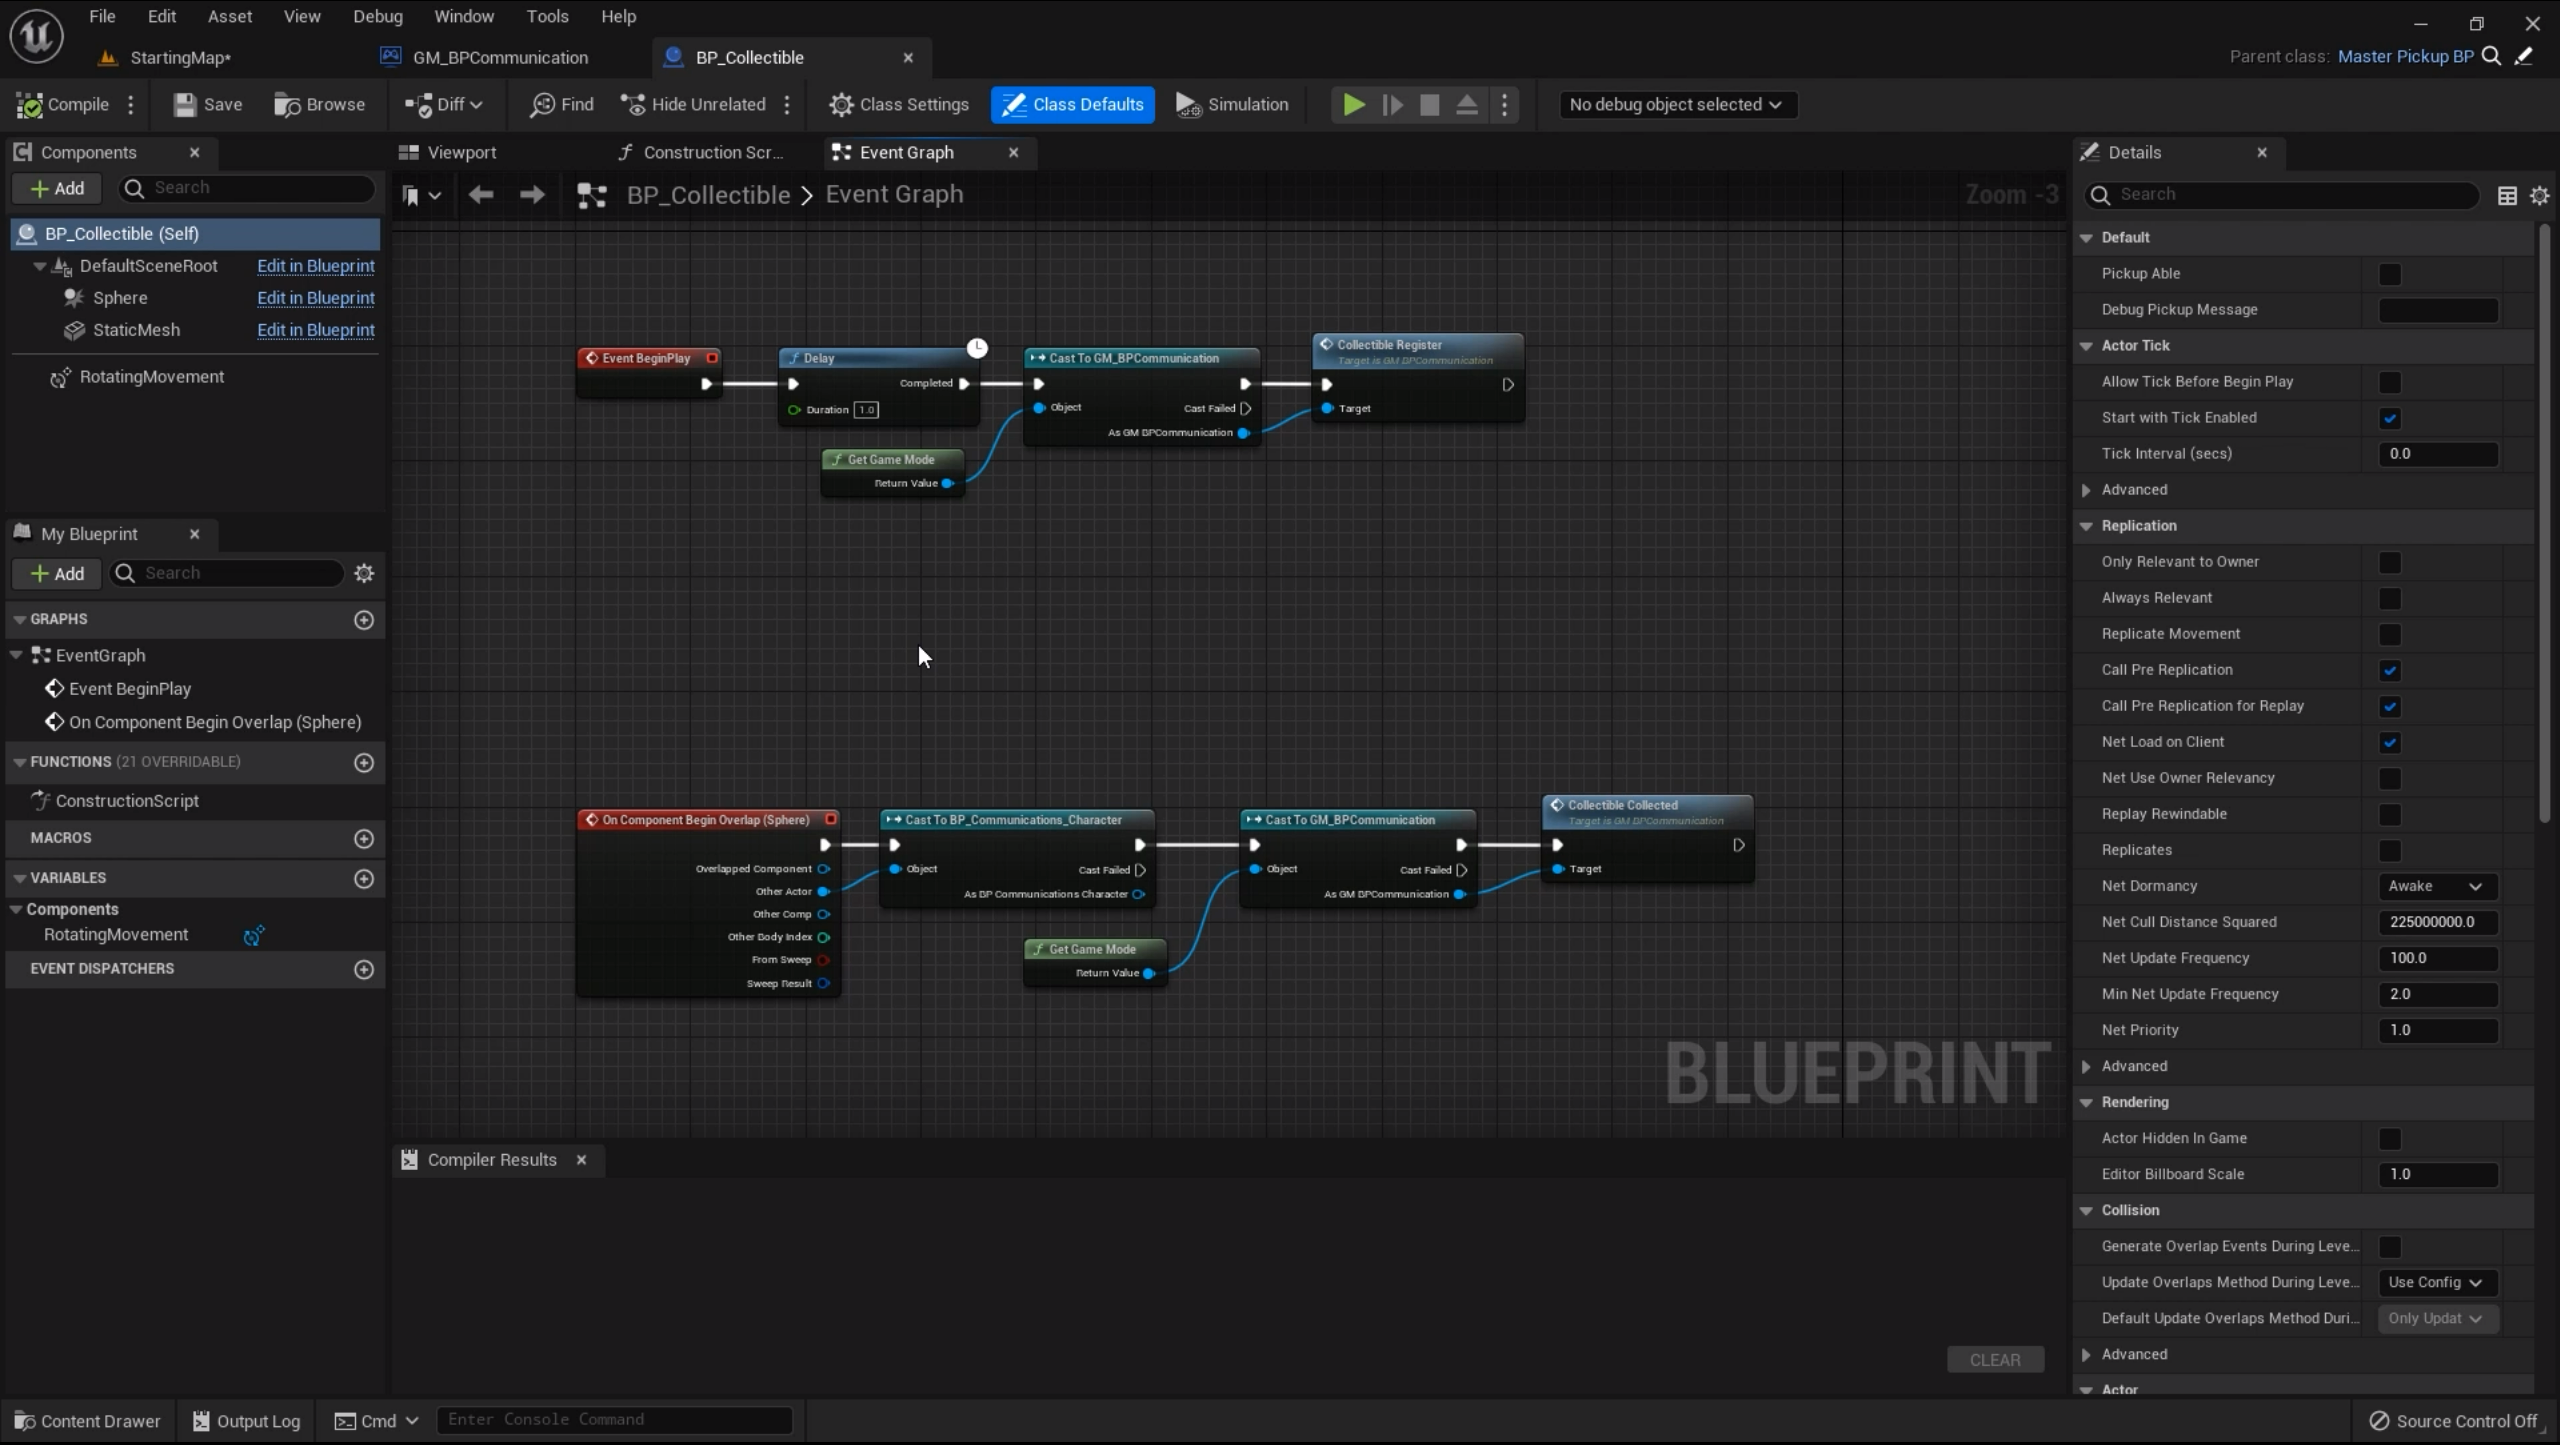 File Edit Asset View Debug Window Tools Help
StartingMap* GM_BPCommunication BP_Collectible
Parent class: Master Pickup BP
Compile Save Browse Diff Find Hide Unrelated Class Settings Class Defaults Simulation No debug object selected
Components
Add Search
BP_Collectible (Self)
DefaultSceneRoot Edit in Blueprint
Sphere Edit in Blueprint
StaticMesh Edit in Blueprint
RotatingMovement
My Blueprint
Add Search
GRAPHS
EventGraph
Event BeginPlay
On Component Begin Overlap (Sphere)
FUNCTIONS (21 OVERRIDABLE)
ConstructionScript
MACROS
VARIABLES
Components
RotatingMovement
EVENT DISPATCHERS
Viewport Construction Scr... Event Graph
BP_Collectible > Event Graph
Zoom -3
Event BeginPlay
Delay
Completed
Duration 1.0
Get Game Mode
Return Value
Cast To GM_BPCommunication
Object
Cast Failed
As GM BPCommunication
Collectible Register
Target is GM BPCommunication
Target
On Component Begin Overlap (Sphere)
Overlapped Component
Other Actor
Other Comp
Other Body Index
From Sweep
Sweep Result
Cast To BP_Communications_Character
Object
Cast Failed
As BP Communications Character
Get Game Mode
Return Value
Cast To GM_BPCommunication
Object
Cast Failed
As GM BPCommunication
Collectible Collected
Target is GM BPCommunication
Target
BLUEPRINT
Compiler Results
CLEAR
Details
Search
Default
Pickup Able
Debug Pickup Message
Actor Tick
Allow Tick Before Begin Play
Start with Tick Enabled
Tick Interval (secs) 0.0
Advanced
Replication
Only Relevant to Owner
Always Relevant
Replicate Movement
Call Pre Replication
Call Pre Replication for Replay
Net Load on Client
Net Use Owner Relevancy
Replay Rewindable
Replicates
Net Dormancy Awake
Net Cull Distance Squared 225000000.0
Net Update Frequency 100.0
Min Net Update Frequency 2.0
Net Priority 1.0
Advanced
Rendering
Actor Hidden In Game
Editor Billboard Scale 1.0
Collision
Generate Overlap Events During Leve...
Update Overlaps Method During Leve... Use Config
Default Update Overlaps Method Duri... Only Updat
Advanced
Actor
Content Drawer Output Log Cmd Enter Console Command Source Control Off